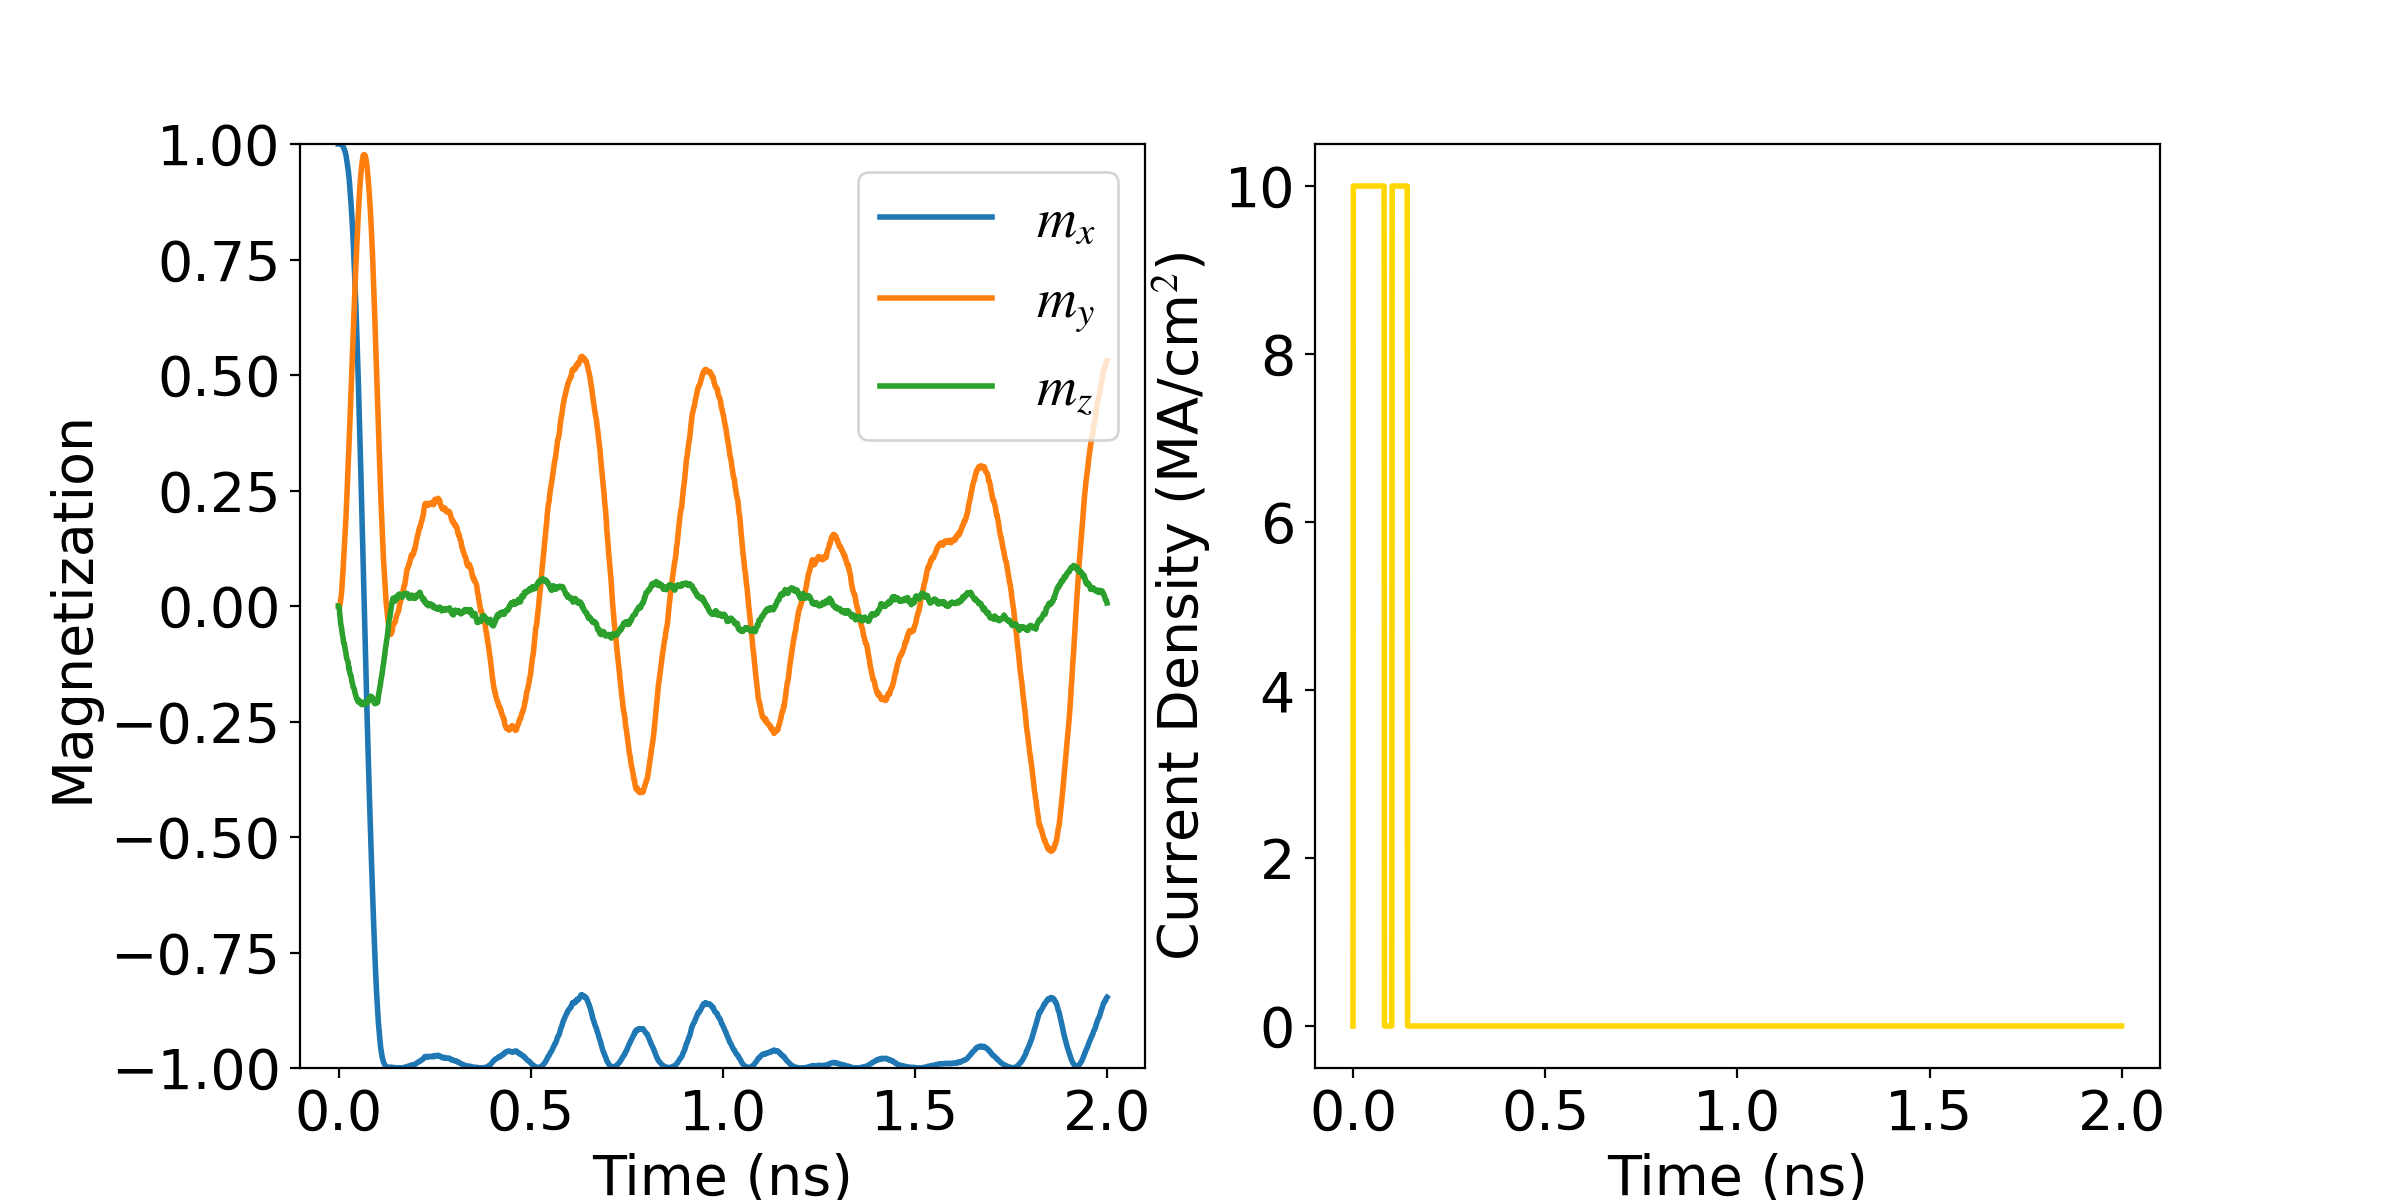 Magnetization
1.00
0.75
0.50
0.25
0.00
−0.25
−0.50
−0.75
−1.00
0.0 0.5 1.0 1.5 2.0
Time (ns)
m_x
m_y
m_z
Current Density (MA/cm²)
10
8
6
4
2
0
0.0 0.5 1.0 1.5 2.0
Time (ns)